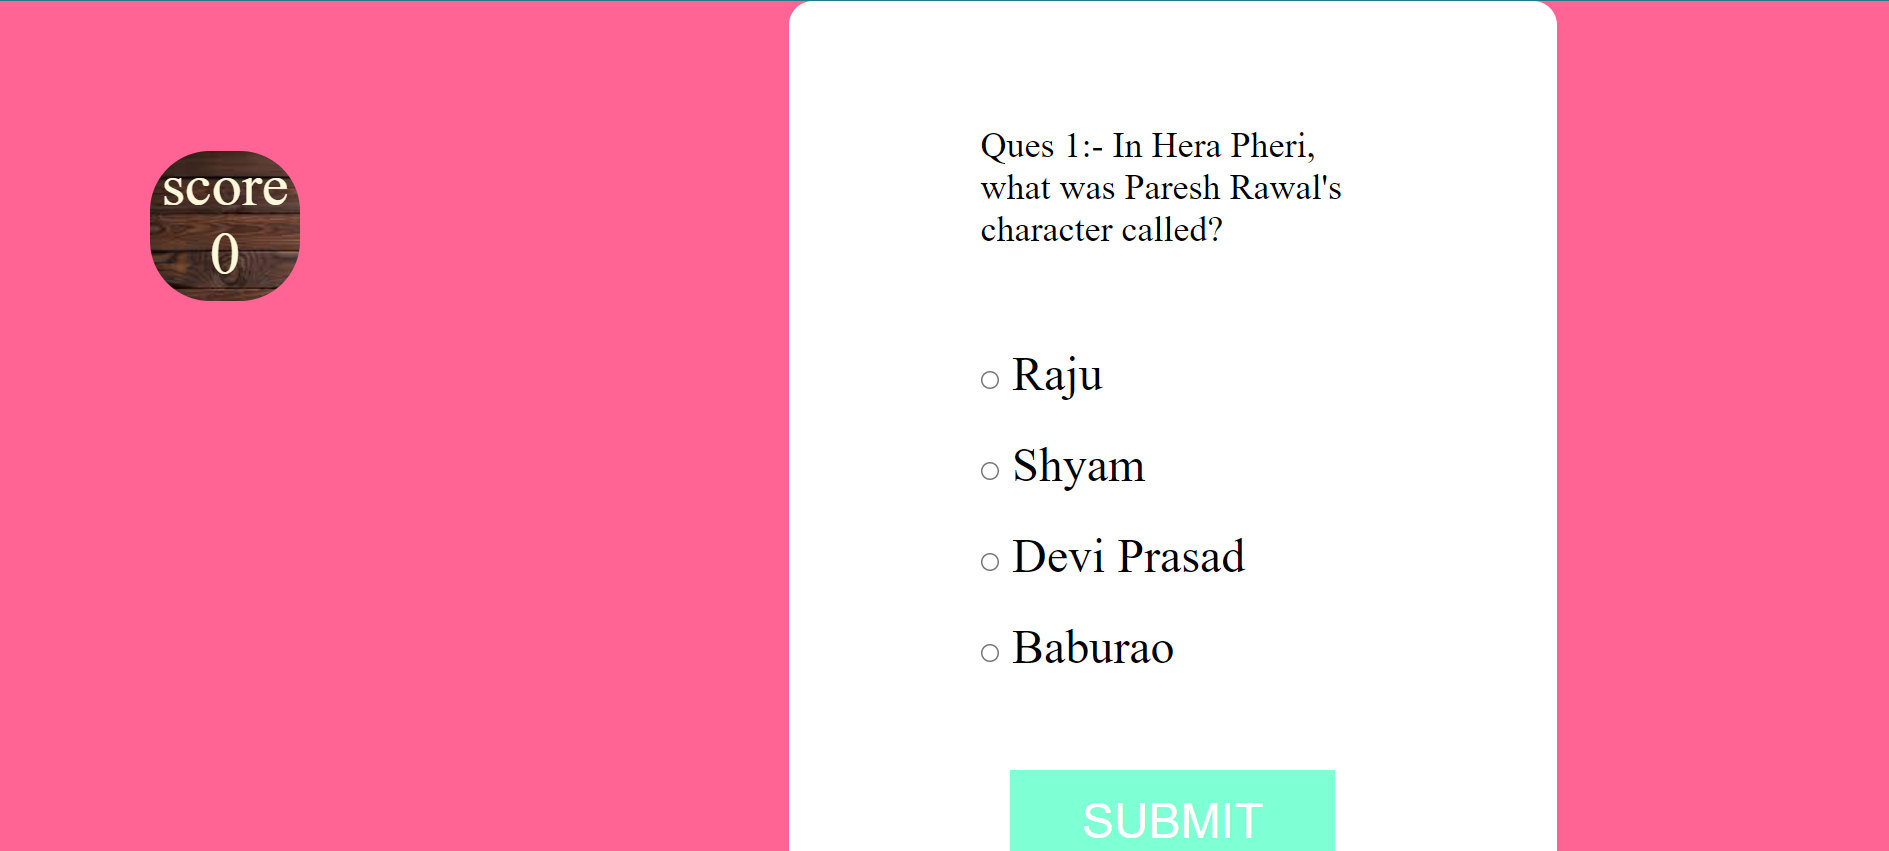 score
0
Ques 1:- In Hera Pheri,
what was Paresh Rawal's
character called?
Raju
Shyam
Devi Prasad
Baburao
SUBMIT